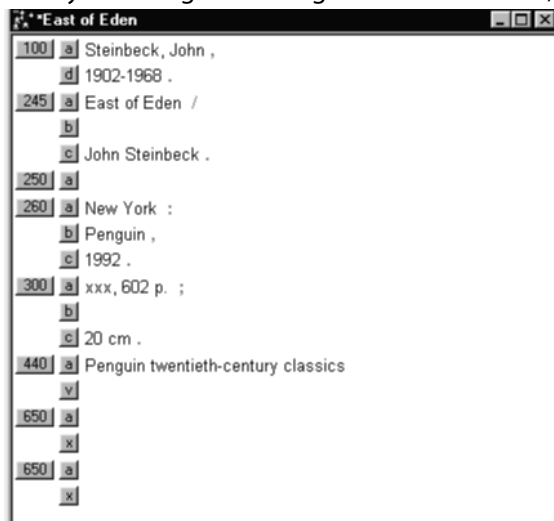 *East of Eden
100 a Steinbeck, John ,
d 1902-1968 .
245 a East of Eden /
b
c John Steinbeck .
250 a
260 a New York :
b Penguin ,
c 1992 .
300 a xxx, 602 p. ;
b
c 20 cm .
440 a Penguin twentieth-century classics
v
650 a
x
650 a
x